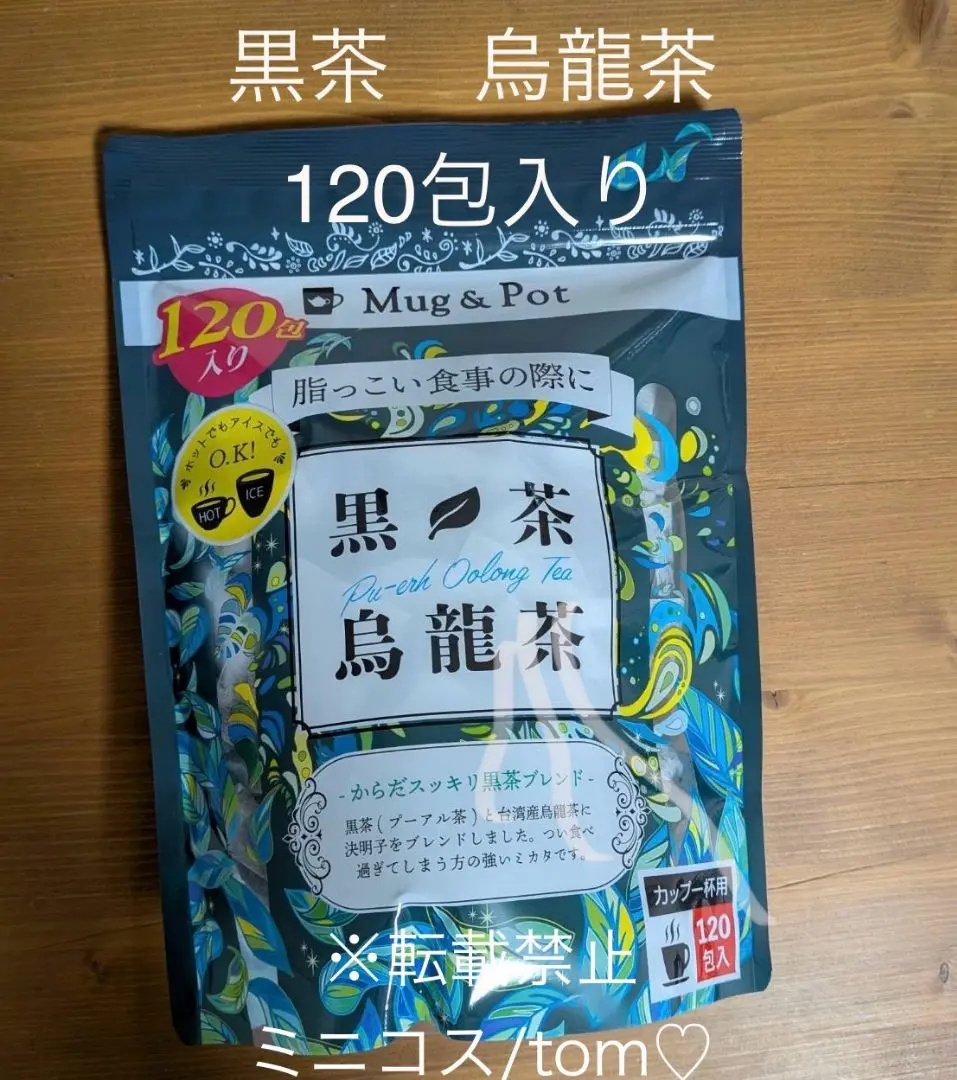 黒茶　烏龍茶
120包入り
Mug & Pot
120包
入り
脂っこい食事の際に
ホットでもアイスでも
O.K!
HOT
ICE
黒茶
Pu-erh Oolong Tea
烏龍茶
-からだスッキリ黒茶ブレンド-
黒茶(プーアル茶)と台湾産烏龍茶に
決明子をブレンドしました。つい食べ
過ぎてしまう方の強いミカタです。
カップ一杯用
120
包入
※転載禁止
ミニコス/tom♡